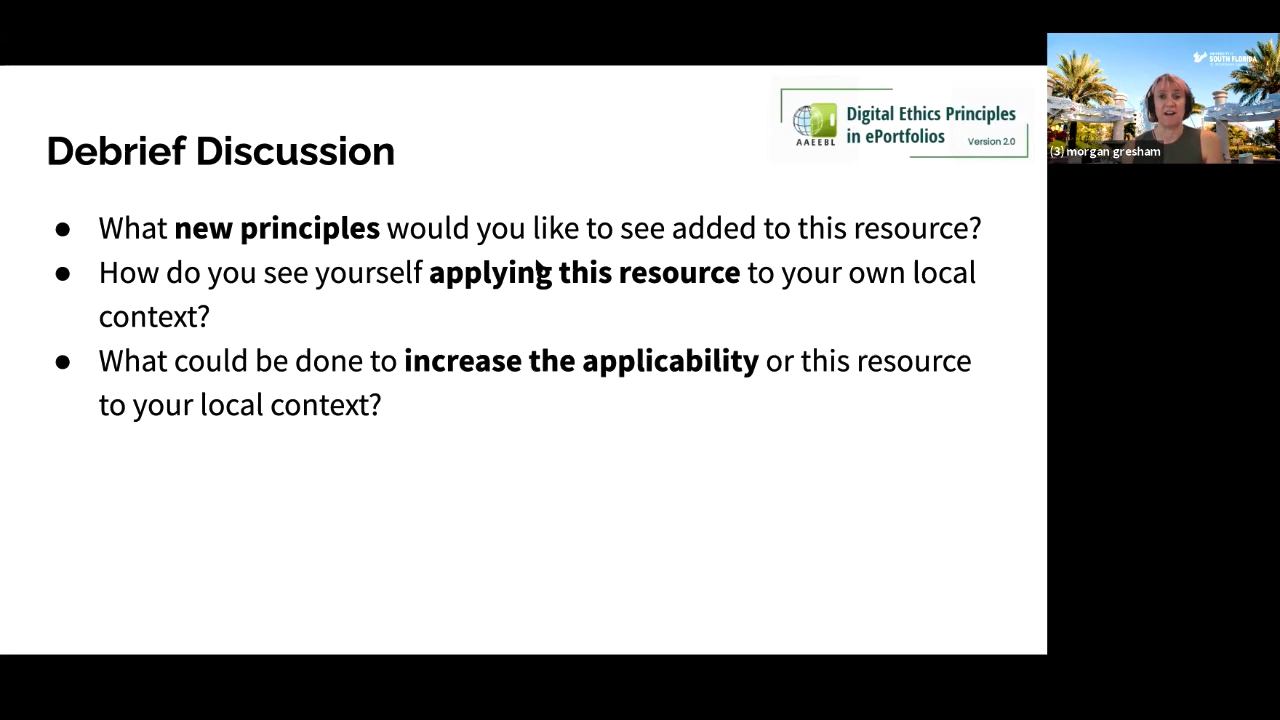 Debrief Discussion
AAEEBL
Digital Ethics Principles
in ePortfolios
Version 2.0
● What new principles would you like to see added to this resource?
● How do you see yourself applying this resource to your own local
context?
● What could be done to increase the applicability or this resource
to your local context?
SOUTH FLORIDA
(3) morgan gresham